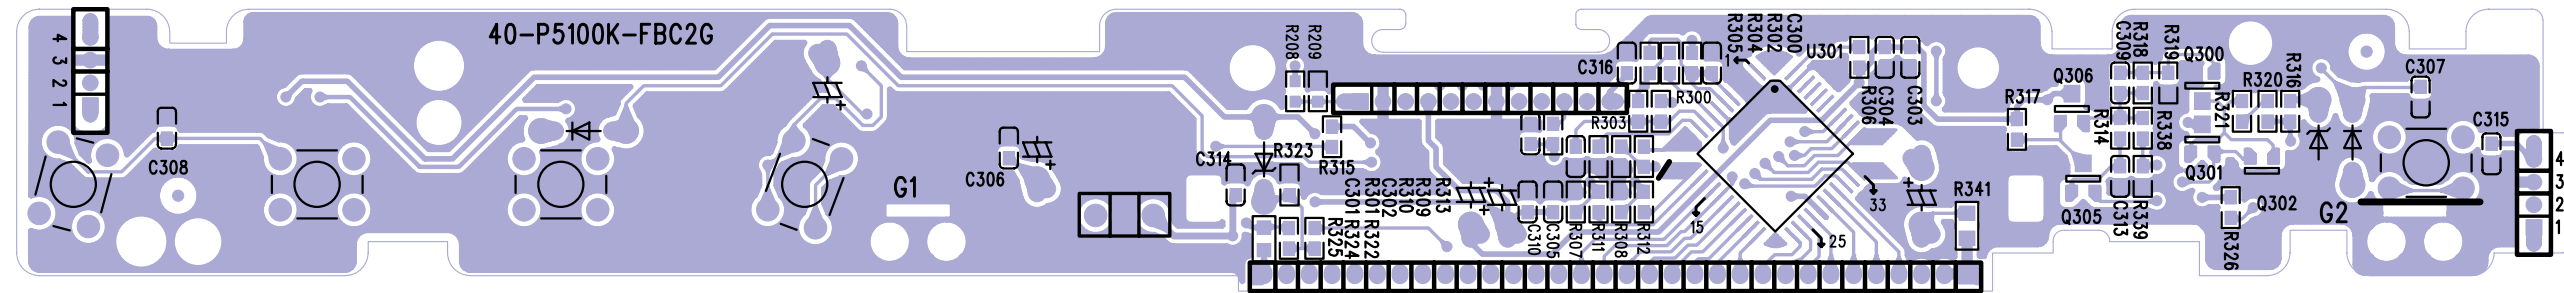 40-P5100K-FBC2G
4
3
2
1
C308
C306
G1
C314
R323
R208
R209
R315
R325
C301 R324
R301 R322
C302
R310
R309
R313
C316
R303
R300
R305
R304
R302
C300
1
U301
R306
C304
C303
C310
C305
R307
R311
R308
R312
15
25
33
R341
R317
Q306
R314
Q305
C309
R318
R319
Q300
R338
C313
R339
R321
Q301
Q302
R326
R320
R316
G2
C307
C315
4
3
2
1